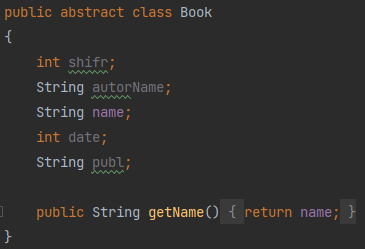 public abstract class Book
{
int shifr;
String autorName;
String name;
int date;
String publ;
public String getName() { return name; }
}